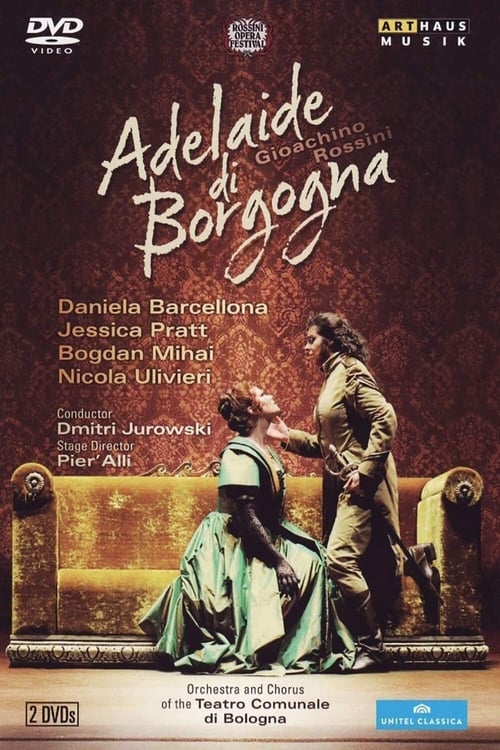 DVD
VIDEO
ROSSINI
OPERA
FESTIVAL
ARTHAUS
MUSIK
Adelaide
di
Borgogna
Gioachino
Rossini
Daniela Barcellona
Jessica Pratt
Bogdan Mihai
Nicola Ulivieri
Conductor
Dmitri Jurowski
Stage Director
Pier'Alli
Orchestra and Chorus
of the Teatro Comunale
di Bologna
2 DVDs
UNITEL CLASSICA